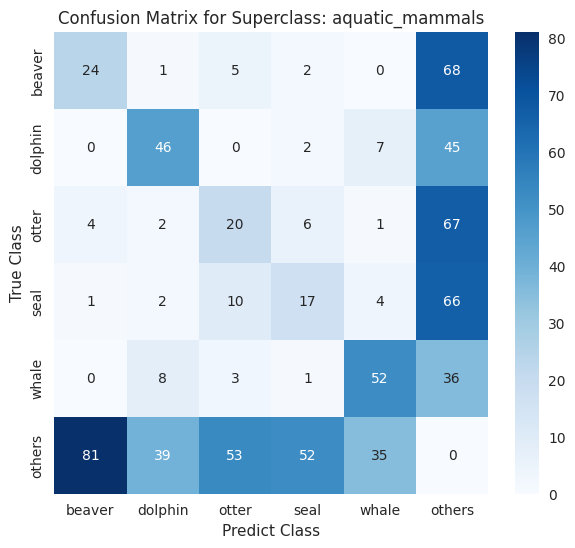 Confusion Matrix for Superclass: aquatic_mammals
True Class
beaver 24 1 5 2 0 68
dolphin 0 46 0 2 7 45
otter 4 2 20 6 1 67
seal 1 2 10 17 4 66
whale 0 8 3 1 52 36
others 81 39 53 52 35 0
beaver dolphin otter seal whale others
Predict Class
80
70
60
50
40
30
20
10
0